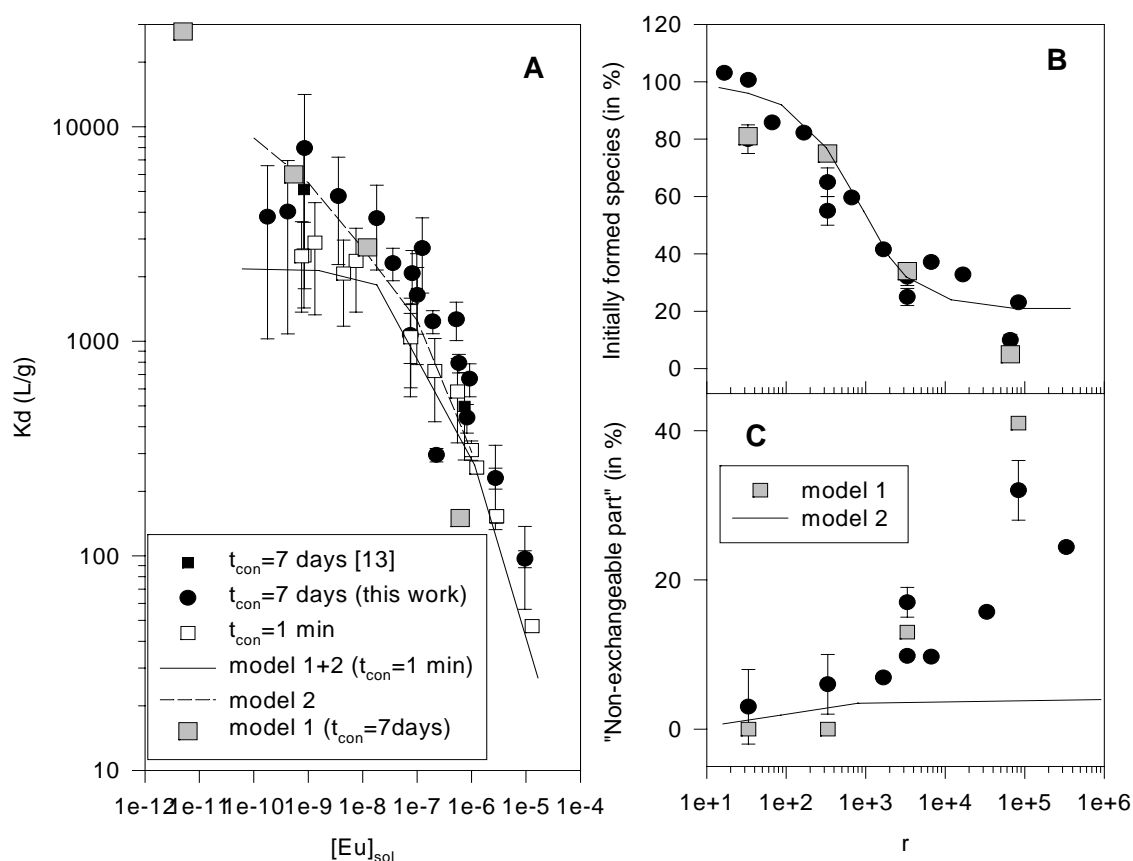 A
Kd (L/g)
10000
1000
100
10
t_con=7 days [13]
t_con=7 days (this work)
t_con=1 min
model 1+2 (t_con=1 min)
model 2
model 1 (t_con=7days)
1e-12 1e-11 1e-10 1e-9 1e-8 1e-7 1e-6 1e-5 1e-4
[Eu]_sol
B
Initially formed species (in %)
120
100
80
60
40
20
0
C
"Non-exchangeable part" (in %)
40
20
0
model 1
model 2
1e+1 1e+2 1e+3 1e+4 1e+5 1e+6
r